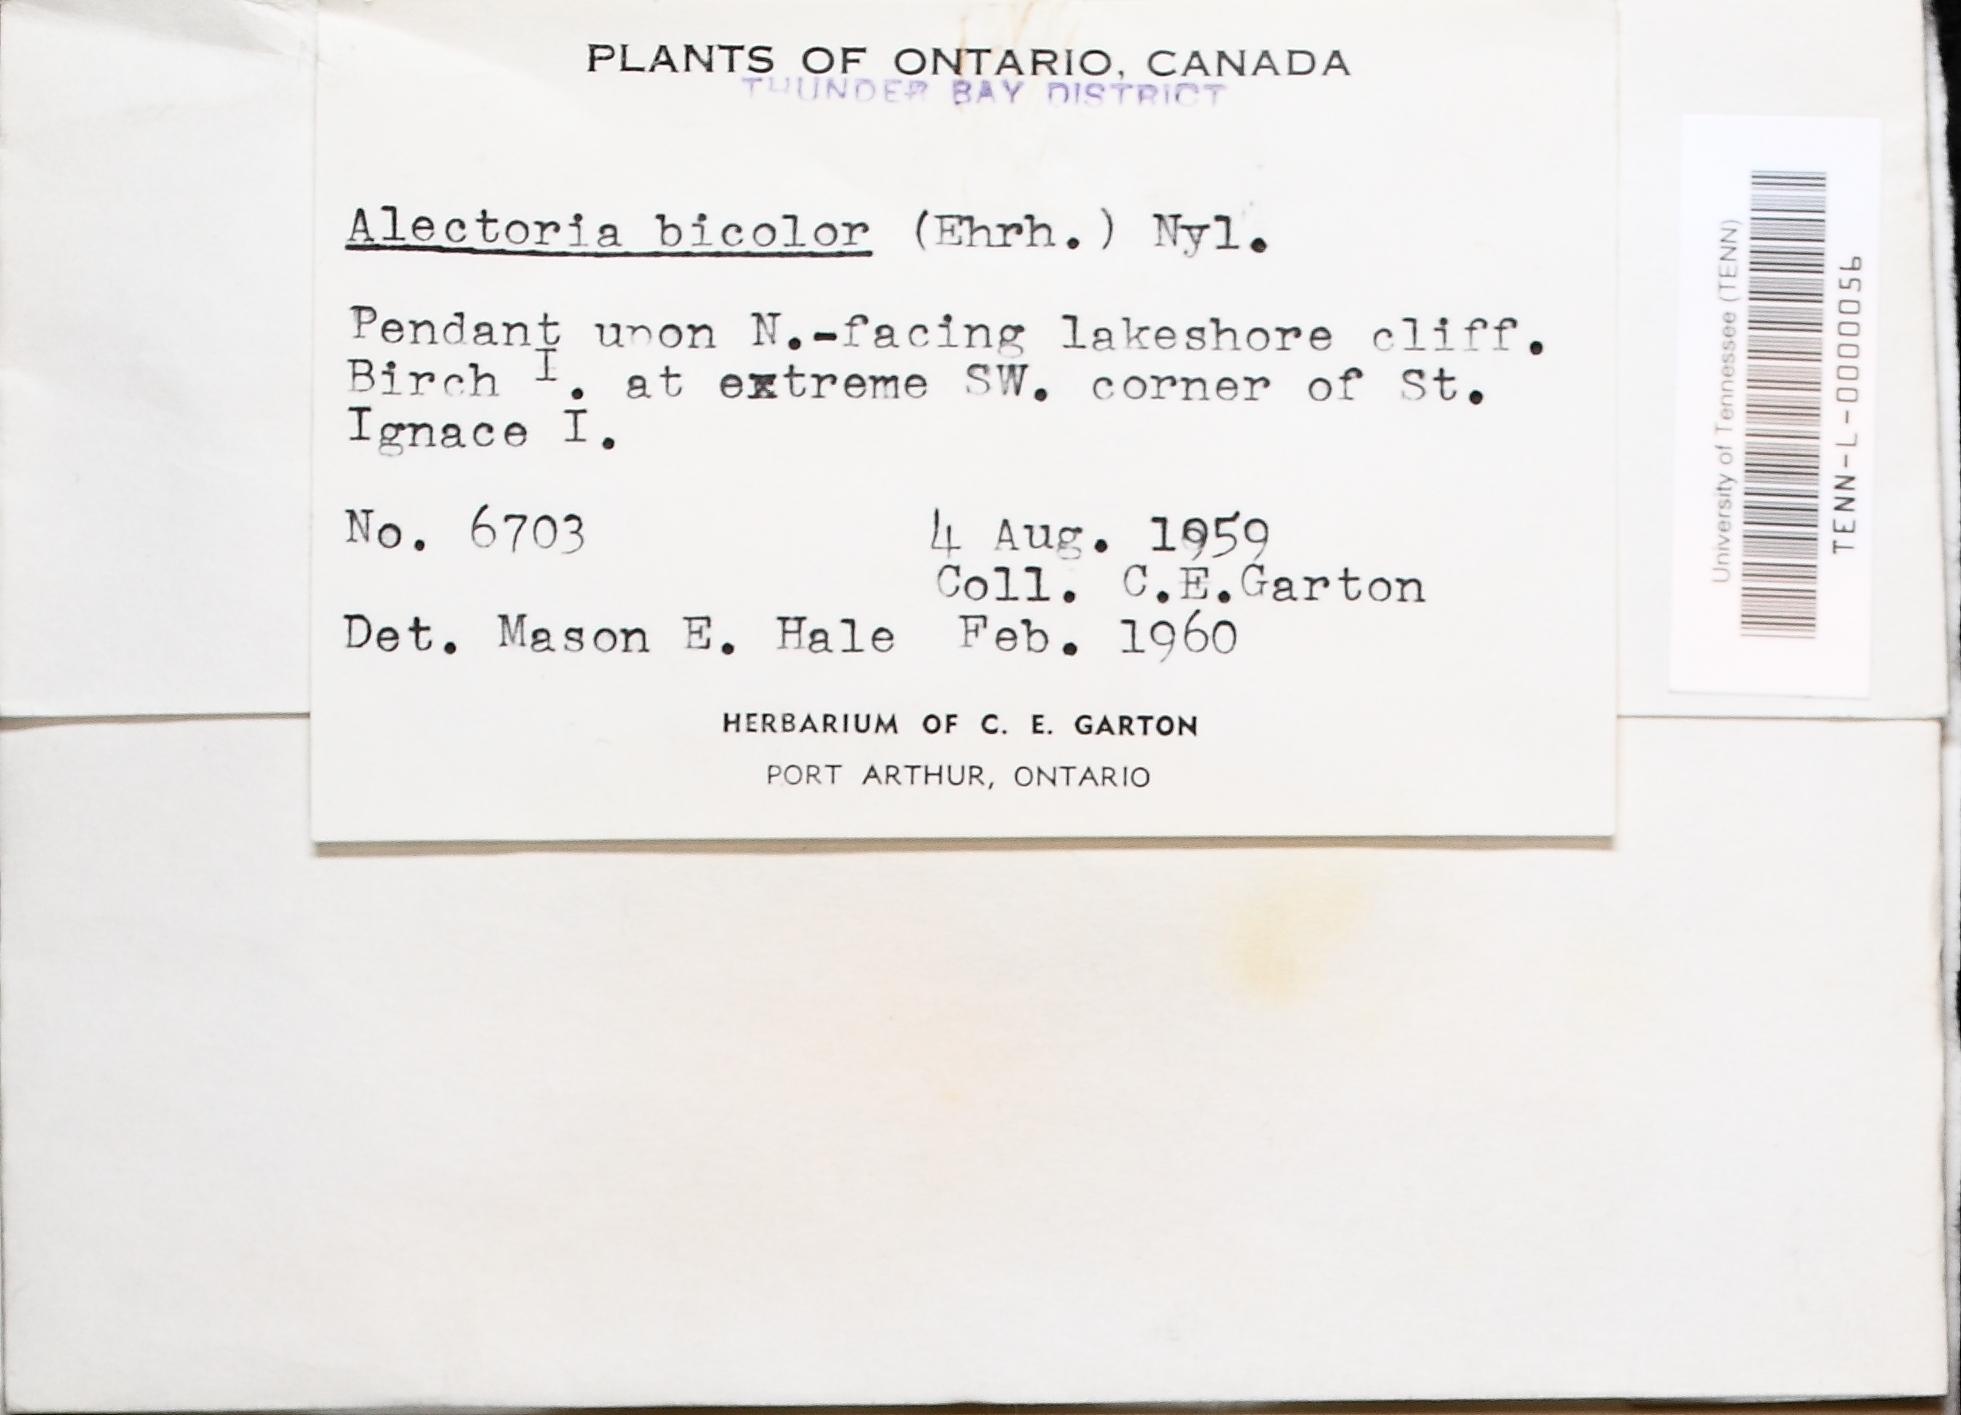 PLANTS OF ONTARIO, CANADA
THUNDER BAY DISTRICT
Alectoria bicolor (Ehrh.) Nyl.
Pendant upon N.-facing lakeshore cliff.
Birch I. at extreme SW. corner of St.
Ignace I.
No. 6703 4 Aug. 1959
Coll. C.E.Garton
Det. Mason E. Hale Feb. 1960
HERBARIUM OF C. E. GARTON
PORT ARTHUR, ONTARIO
University of Tennessee (TENN)
TENN-L-0000056